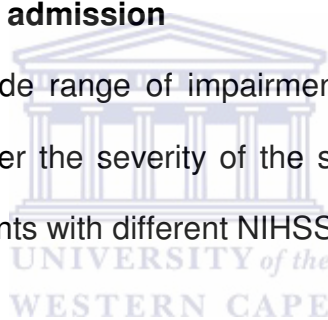 admission
de range of impairmen
er the severity of the s
nts with different NIHSS
UNIVERSITY of the
WESTERN CAPE